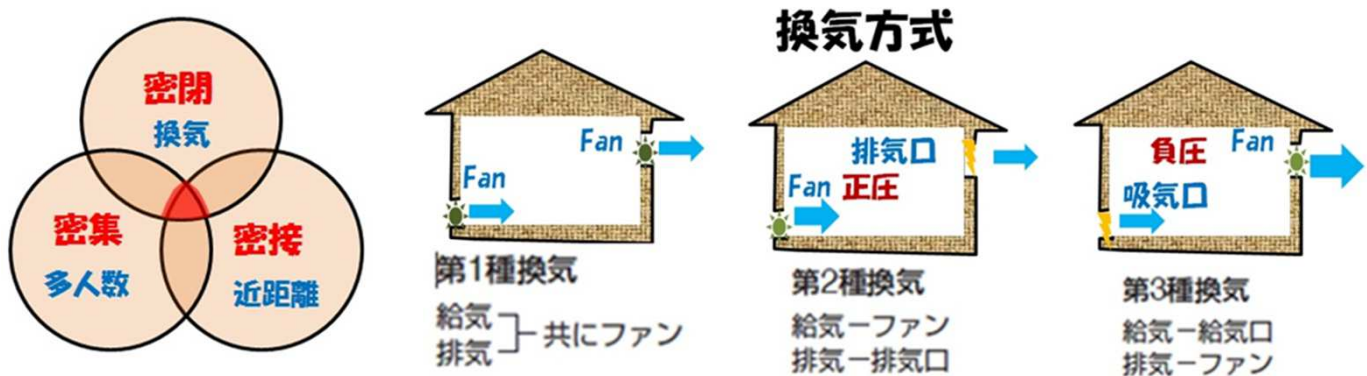 密閉
換気
密集
多人数
密接
近距離
換気方式
Fan
Fan
第1種換気
給気
排気
共にファン
排気口
Fan 正圧
第2種換気
給気ーファン
排気ー排気口
負圧 Fan
吸気口
第3種換気
給気ー給気口
排気ーファン